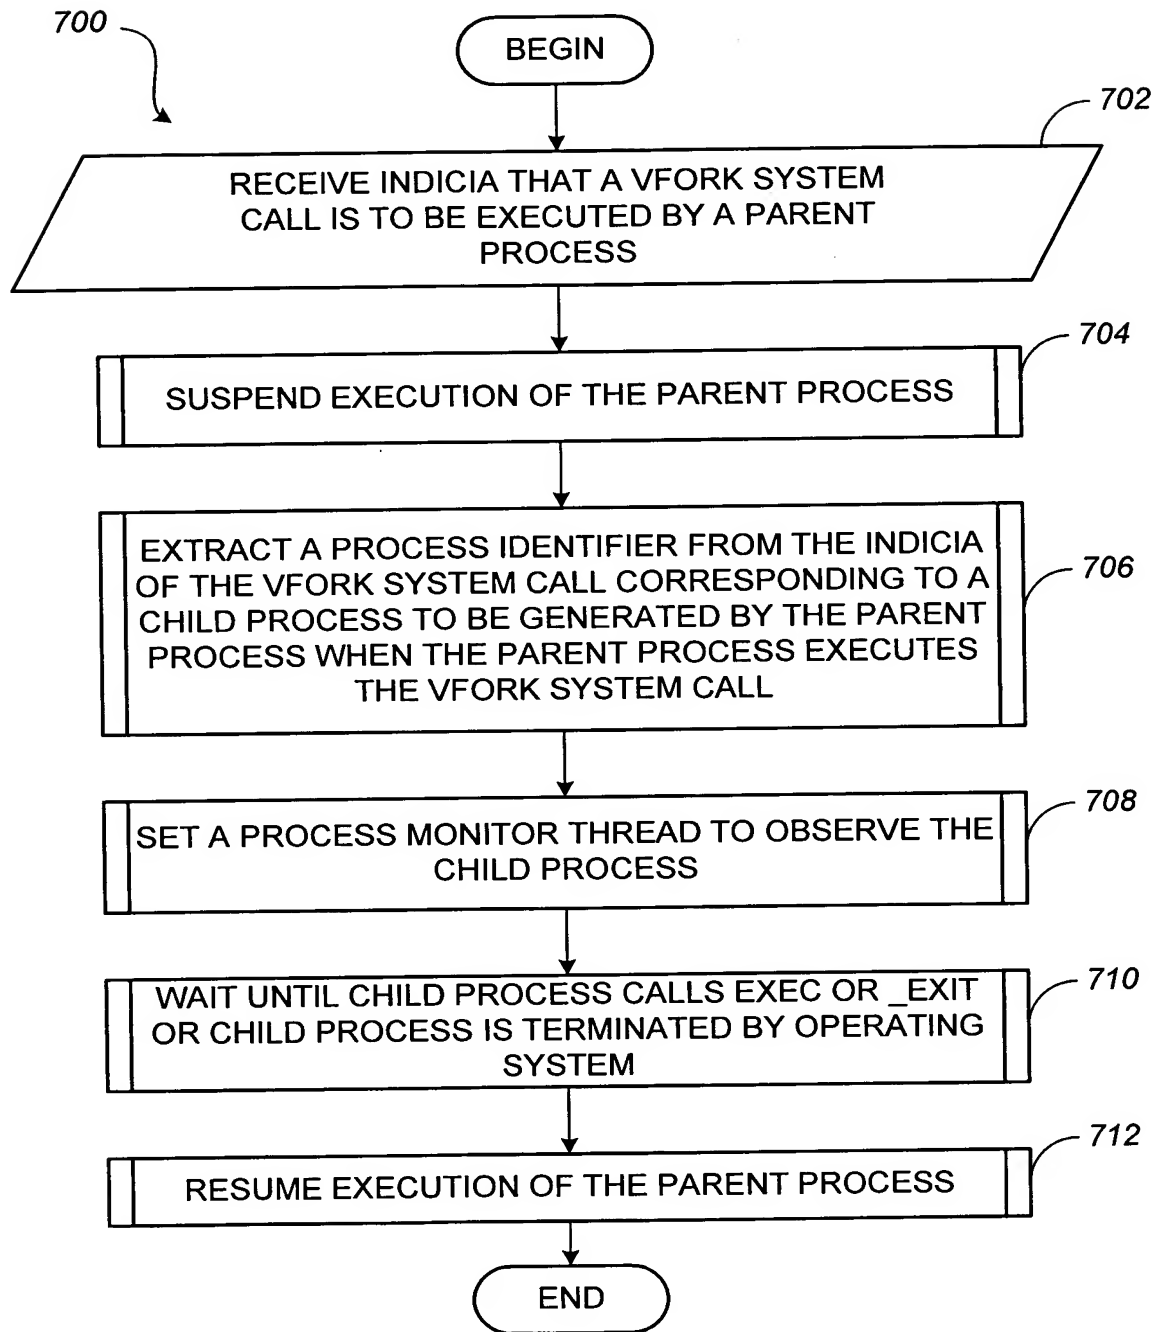 700
BEGIN
702
RECEIVE INDICIA THAT A VFORK SYSTEM
CALL IS TO BE EXECUTED BY A PARENT
PROCESS
704
SUSPEND EXECUTION OF THE PARENT PROCESS
EXTRACT A PROCESS IDENTIFIER FROM THE INDICIA
OF THE VFORK SYSTEM CALL CORRESPONDING TO A
CHILD PROCESS TO BE GENERATED BY THE PARENT
PROCESS WHEN THE PARENT PROCESS EXECUTES
THE VFORK SYSTEM CALL
706
SET A PROCESS MONITOR THREAD TO OBSERVE THE
CHILD PROCESS
708
WAIT UNTIL CHILD PROCESS CALLS EXEC OR _EXIT
OR CHILD PROCESS IS TERMINATED BY OPERATING
SYSTEM
710
RESUME EXECUTION OF THE PARENT PROCESS
712
END